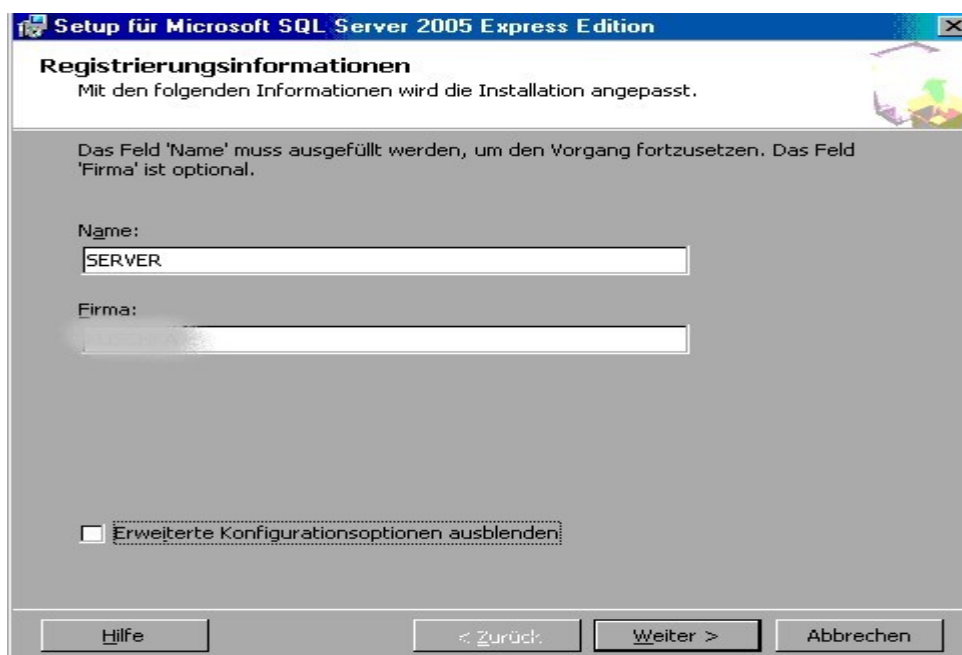 Setup für Microsoft SQL Server 2005 Express Edition
Registrierungsinformationen
Mit den folgenden Informationen wird die Installation angepasst.
Das Feld 'Name' muss ausgefüllt werden, um den Vorgang fortzusetzen. Das Feld
'Firma' ist optional.
Name:
SERVER
Firma:
Erweiterte Konfigurationsoptionen ausblenden
Hilfe
< Zurück
Weiter >
Abbrechen